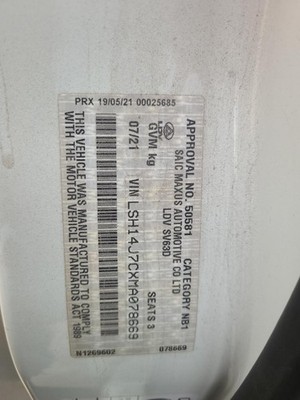 PRX 19/05/21 00025685
APPROVAL NO. 50581 CATEGORY NB1
SAIC MAXUS AUTOMOTIVE CO LTD
LDV SV63D
LDV
GVM kg
07/21 SEATS 3
VIN LSH14J7CXMA078669
THIS VEHICLE WAS MANUFACTURED TO COMPLY
WITH THE MOTOR VEHICLE STANDARDS ACT 1989
N1269602
078669